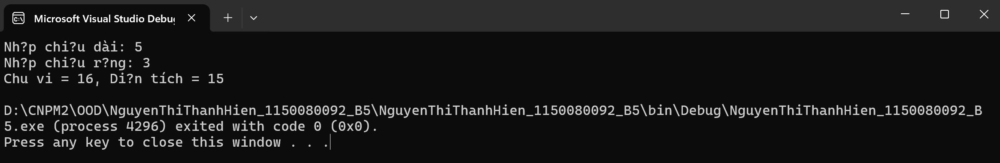 Microsoft Visual Studio Debug
Nh?p chi?u dài: 5
Nh?p chi?u r?ng: 3
Chu vi = 16, Di?n tích = 15
D:\CNPM2\OOD\NguyenThiThanhHien_1150080092_B5\NguyenThiThanhHien_1150080092_B5\bin\Debug\NguyenThiThanhHien_1150080092_B
5.exe (process 4296) exited with code 0 (0x0).
Press any key to close this window . . .